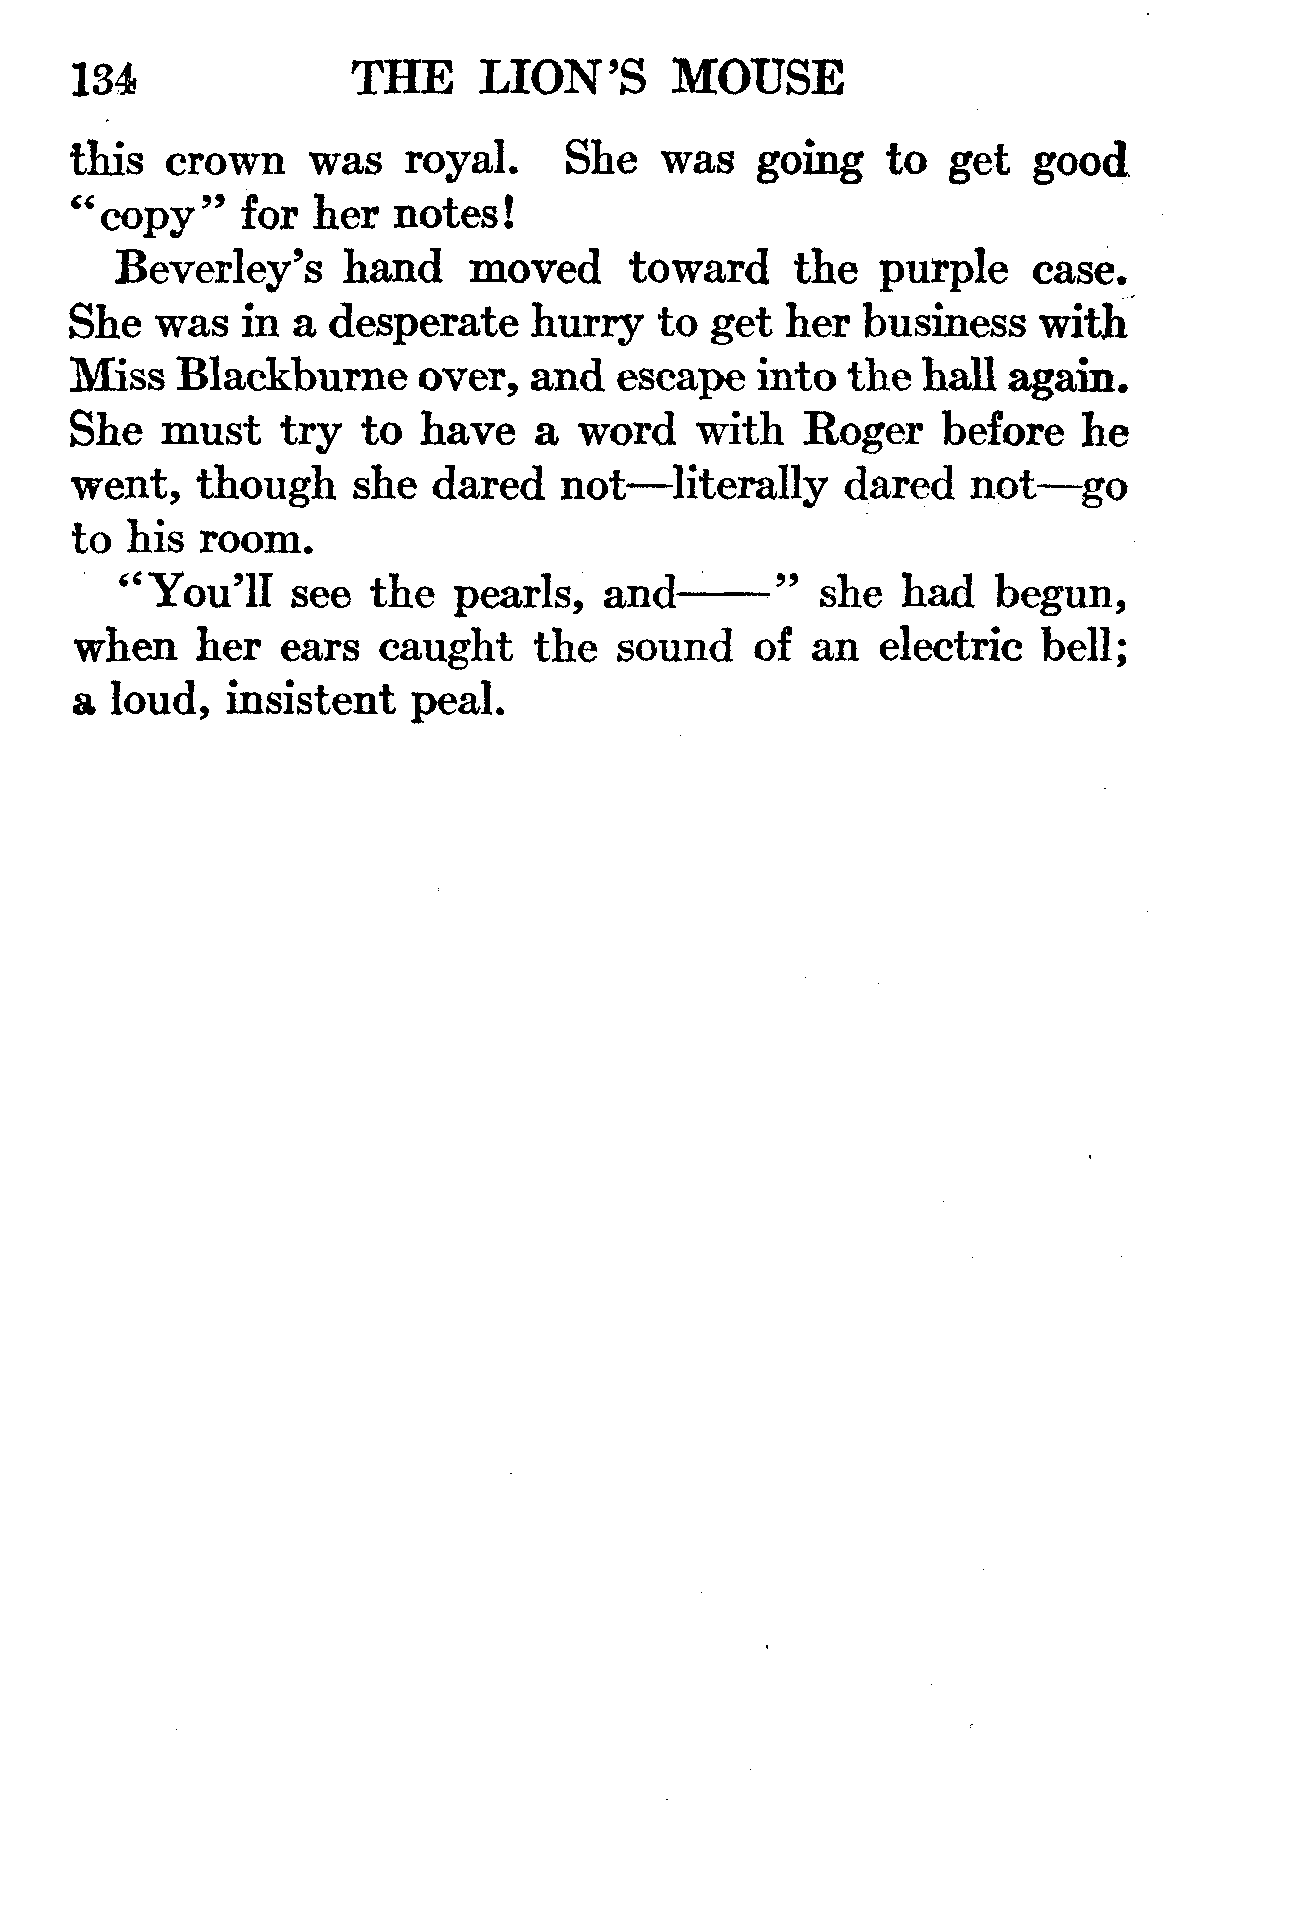 134 THE LION'S MOUSE
this crown was royal. She was going to get good
“copy” for her notes!
Beverley's hand moved toward the purple case.
She was in a desperate hurry to get her business with
Miss Blackburne over, and escape into the hall again.
She must try to have a word with Roger before he
went, though she dared not—literally dared not—go
to his room.
“You'll see the pearls, and——” she had begun,
when her ears caught the sound of an electric bell;
a loud, insistent peal.